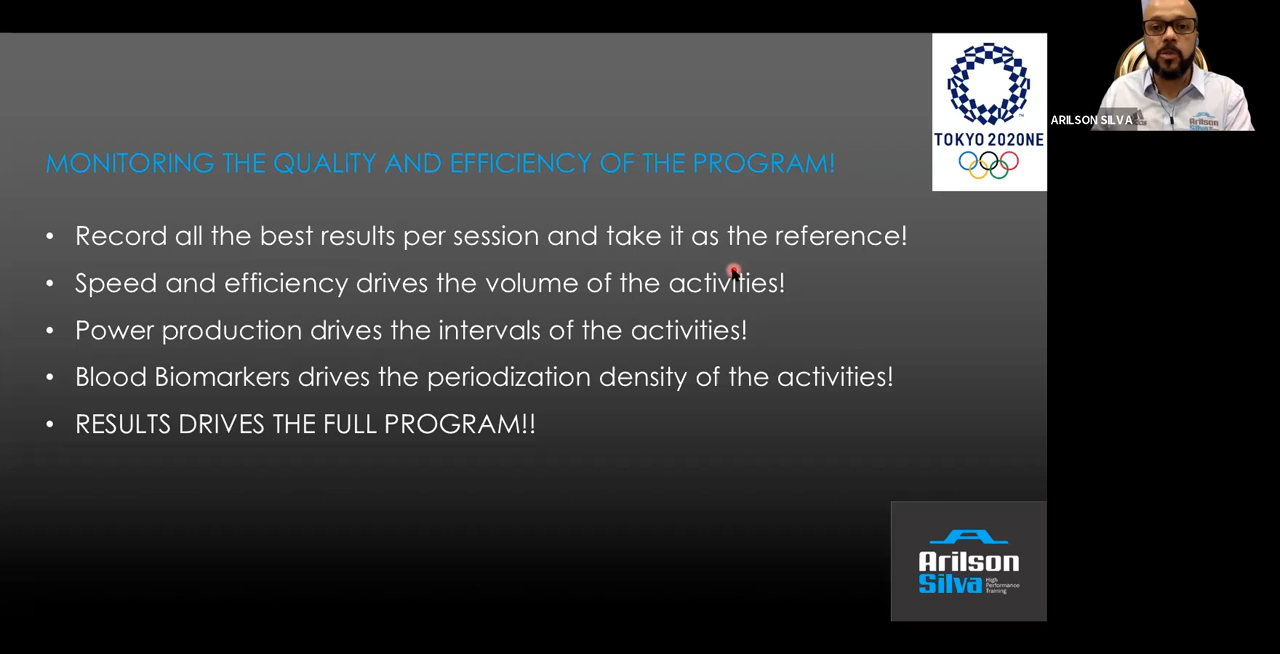 TOKYO 2020NE
ARILSON SILVA
MONITORING THE QUALITY AND EFFICIENCY OF THE PROGRAM!
• Record all the best results per session and take it as the reference!
• Speed and efficiency drives the volume of the activities!
• Power production drives the intervals of the activities!
• Blood Biomarkers drives the periodization density of the activities!
• RESULTS DRIVES THE FULL PROGRAM!!
Arilson
Silva High Performance Training